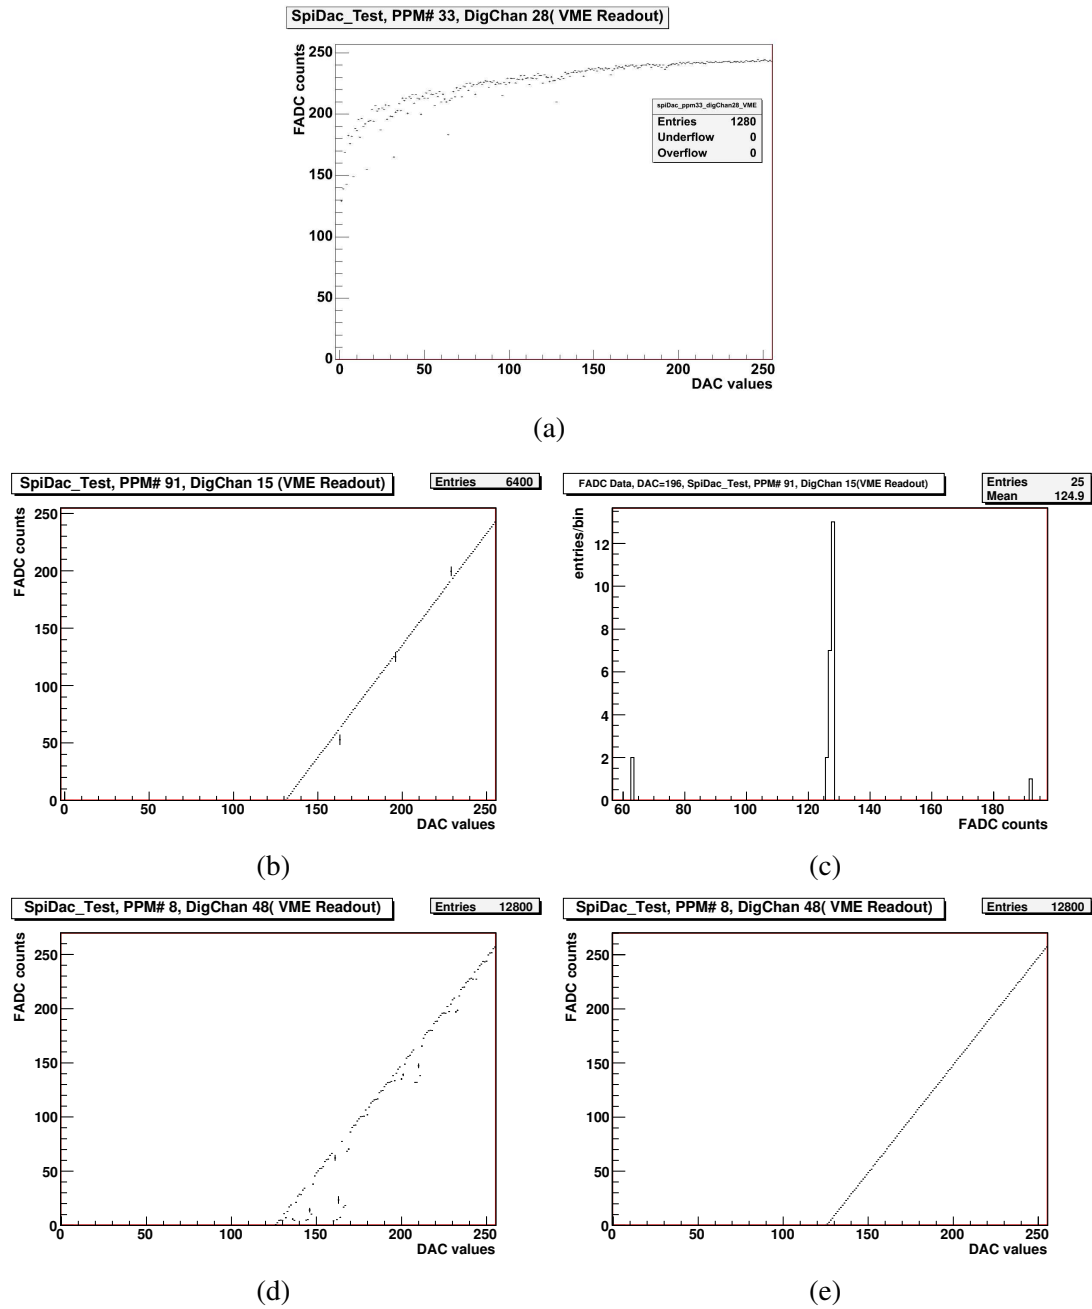 SpiDac_Test, PPM# 33, DigChan 28( VME Readout)
FADC counts
250
200
150
100
50
0
spiDac_ppm33_digChan28_VME
Entries 1280
Underflow 0
Overflow 0
0 50 100 150 200 250
DAC values
(a)
SpiDac_Test, PPM# 91, DigChan 15 (VME Readout)
Entries 6400
FADC counts
250
200
150
100
50
0
0 50 100 150 200 250
DAC values
(b)
FADC Data, DAC=196, SpiDac_Test, PPM# 91, DigChan 15(VME Readout)
Entries 25
Mean 124.9
entries/bin
12
10
8
6
4
2
0
60 80 100 120 140 160 180
FADC counts
(c)
SpiDac_Test, PPM# 8, DigChan 48( VME Readout)
Entries 12800
FADC counts
250
200
150
100
50
0
0 50 100 150 200 250
DAC values
(d)
SpiDac_Test, PPM# 8, DigChan 48( VME Readout)
Entries 12800
FADC counts
250
200
150
100
50
0
0 50 100 150 200 250
DAC values
(e)